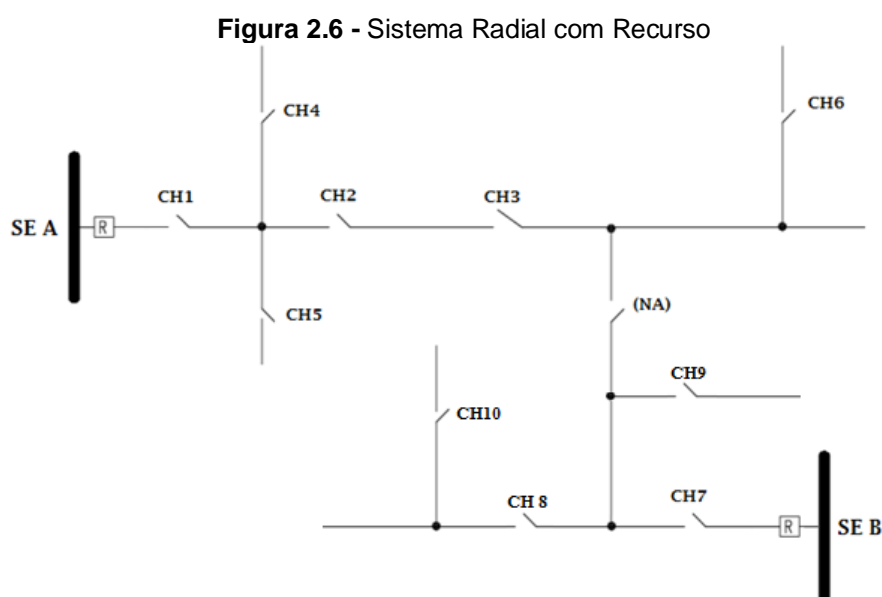 Figura 2.6 - Sistema Radial com Recurso
CH4
CH6
CH1
CH2
CH3
SE A
R
CH5
(NA)
CH9
CH10
CH 8
CH7
R
SE B